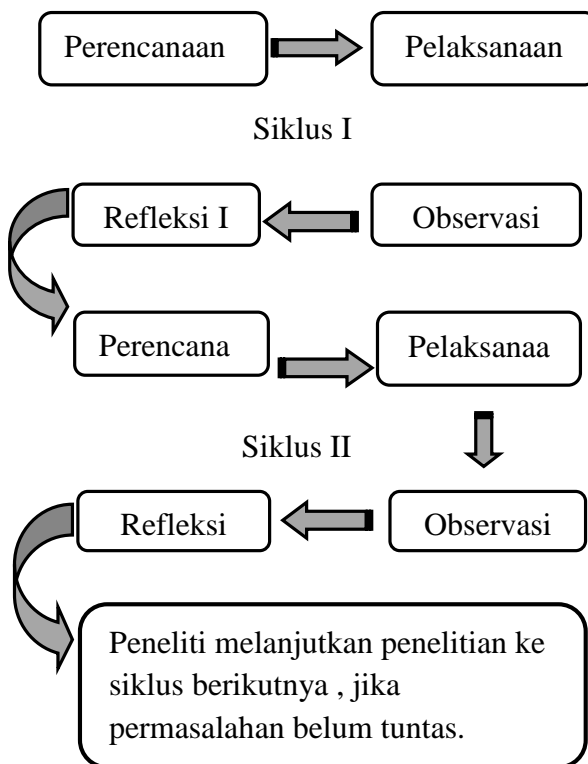 Perencanaan
Pelaksanaan
Siklus I
Refleksi I
Observasi
Perencana
Pelaksanaa
Siklus II
Refleksi
Observasi
Peneliti melanjutkan penelitian ke
siklus berikutnya , jika
permasalahan belum tuntas.